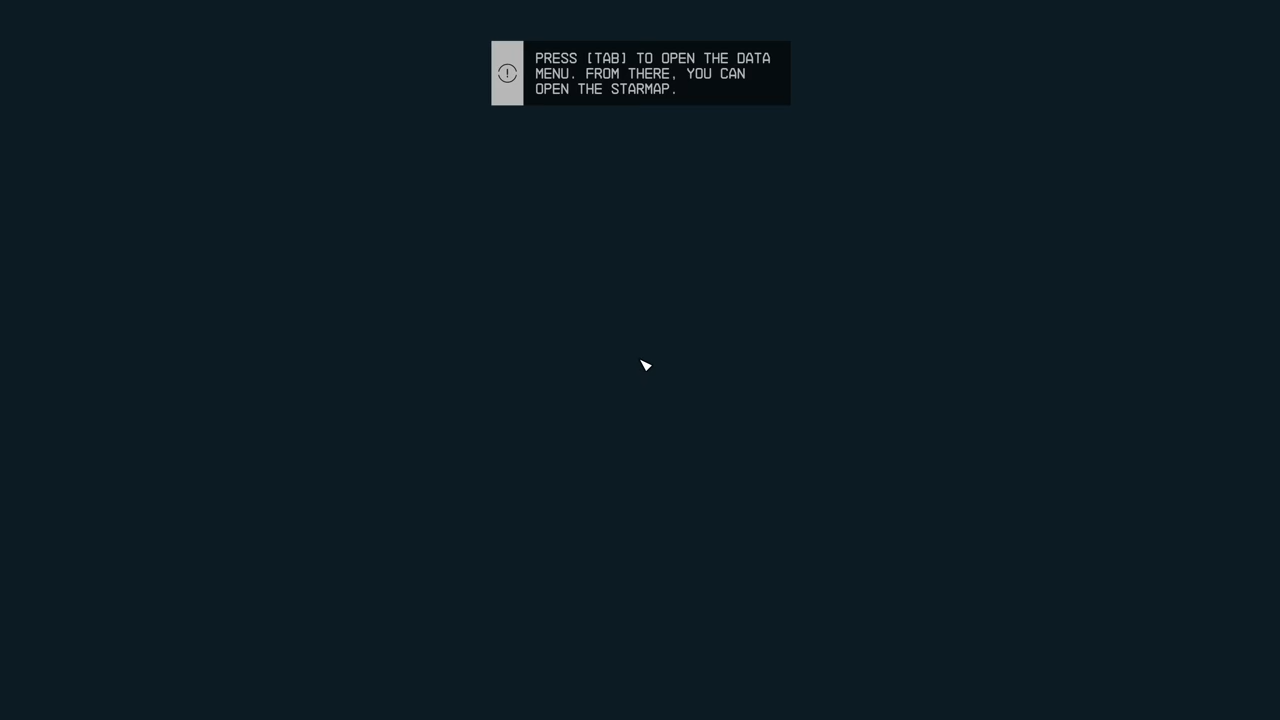 PRESS [TAB] TO OPEN THE DATA
MENU. FROM THERE, YOU CAN
OPEN THE STARMAP.